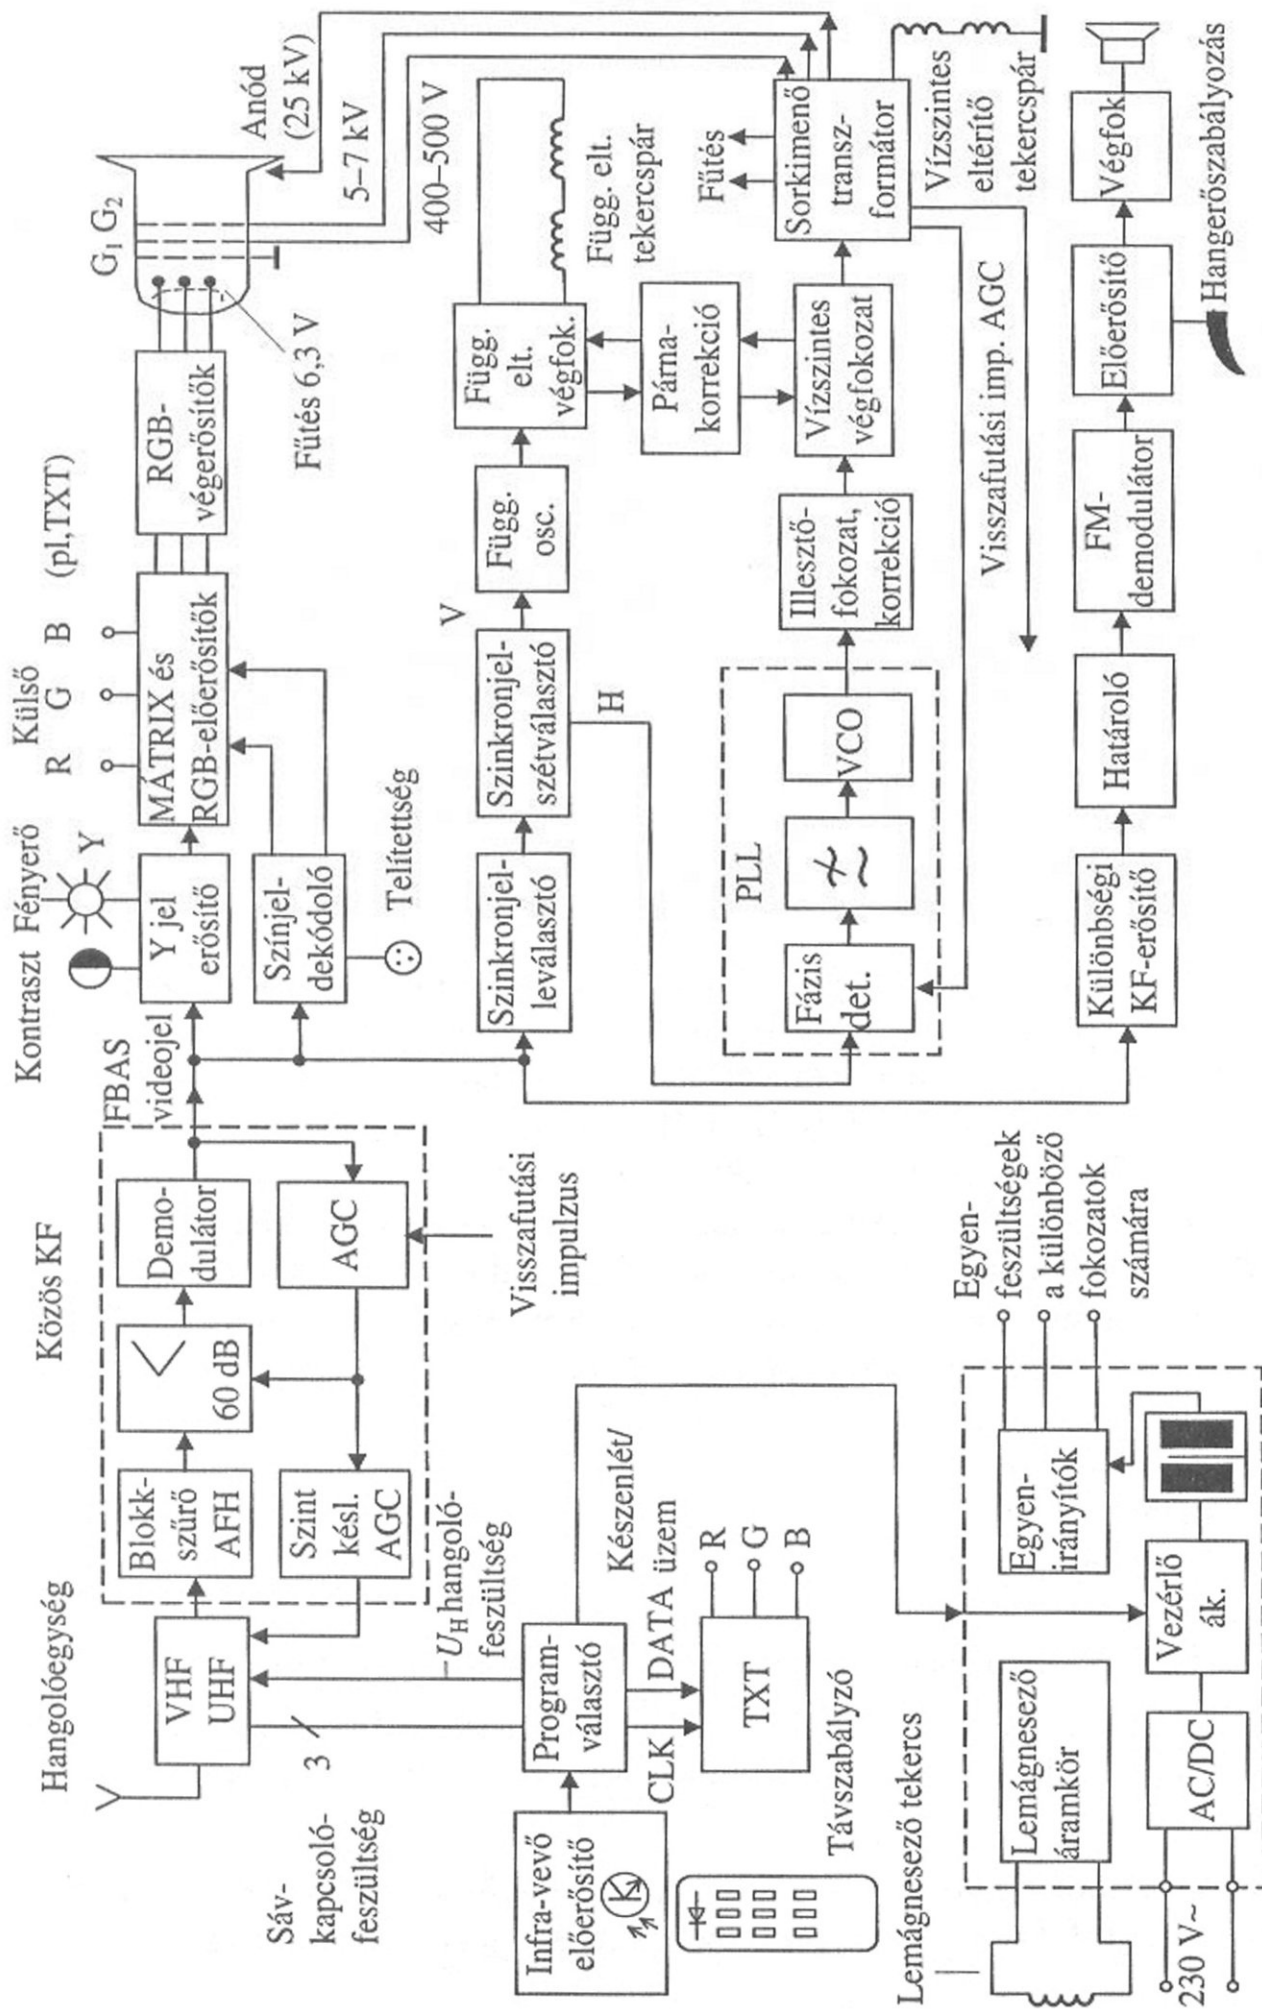 Hangolóegység
VHF
UHF
Sáv-
kapcsoló-
feszültség
3
Közös KF
Blokk-
szűrő
AFH
60 dB
Demo-
dulátor
Szint
késl.
AGC
AGC
Visszafutási
impulzus
FBAS
videojel
Kontraszt
Fényerő
Y
Y jel
erősítő
Színjel-
dekódoló
Telítettség
Külső
R G B (pl,TXT)
MÁTRIX és
RGB-előerősítők
RGB-
végerősítők
Fűtés 6,3 V
G1 G2
Anód
(25 kV)
5–7 kV
400–500 V
Szinkronjel-
leválasztó
Szinkronjel-
szétválasztó
V
H
Függ.
osc.
Függ.
elt.
végfok.
Függ. elt.
tekercspár
Párna-
korrekció
PLL
Fázis
det.
VCO
Illesztő-
fokozat,
korrekció
Vízszintes
végfokozat
Sorkimenő
transz-
formátor
Fűtés
Vízszintes
eltérítő
tekercspár
Visszafutási imp. AGC
Különbségi
KF-erősítő
Határoló
FM-
demodulátor
Előerősítő
Végfok
Hangerőszabályozás
Infra-vevő
előerősítő
Távszabályzó
Program-
választó
–UH hangoló-
feszültség
Készenlét/
üzem
CLK
DATA
TXT
R
G
B
Lemágnesező tekercs
Lemágnesező
áramkör
230 V~
AC/DC
Vezérlő
ák.
Egyen-
irányítók
Egyen-
feszültségek
a különböző
fokozatok
számára